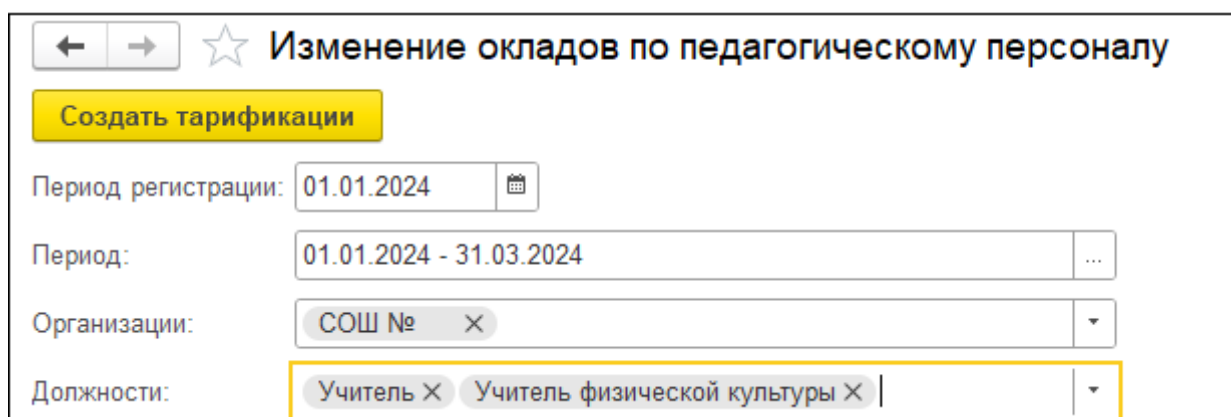 Изменение окладов по педагогическому персоналу
Создать тарификации
Период регистрации: 01.01.2024
Период: 01.01.2024 - 31.03.2024 ...
Организации: СОШ № ×
Должности: Учитель × Учитель физической культуры ×